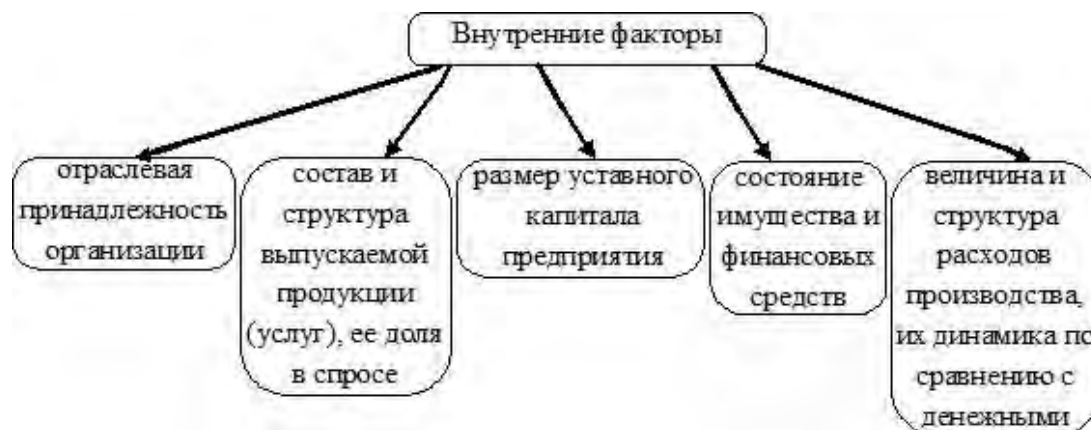 Внутренние факторы
отраслевая
принадлежность
организации
состав и
структура
выпускаемой
продукции
(услуг), ее доля
в спросе
размер уставного
капитала
предприятия
состояние
имущества и
финансовых
средств
величина и
структура
расходов
производства,
их динамика по
сравнению с
денежными